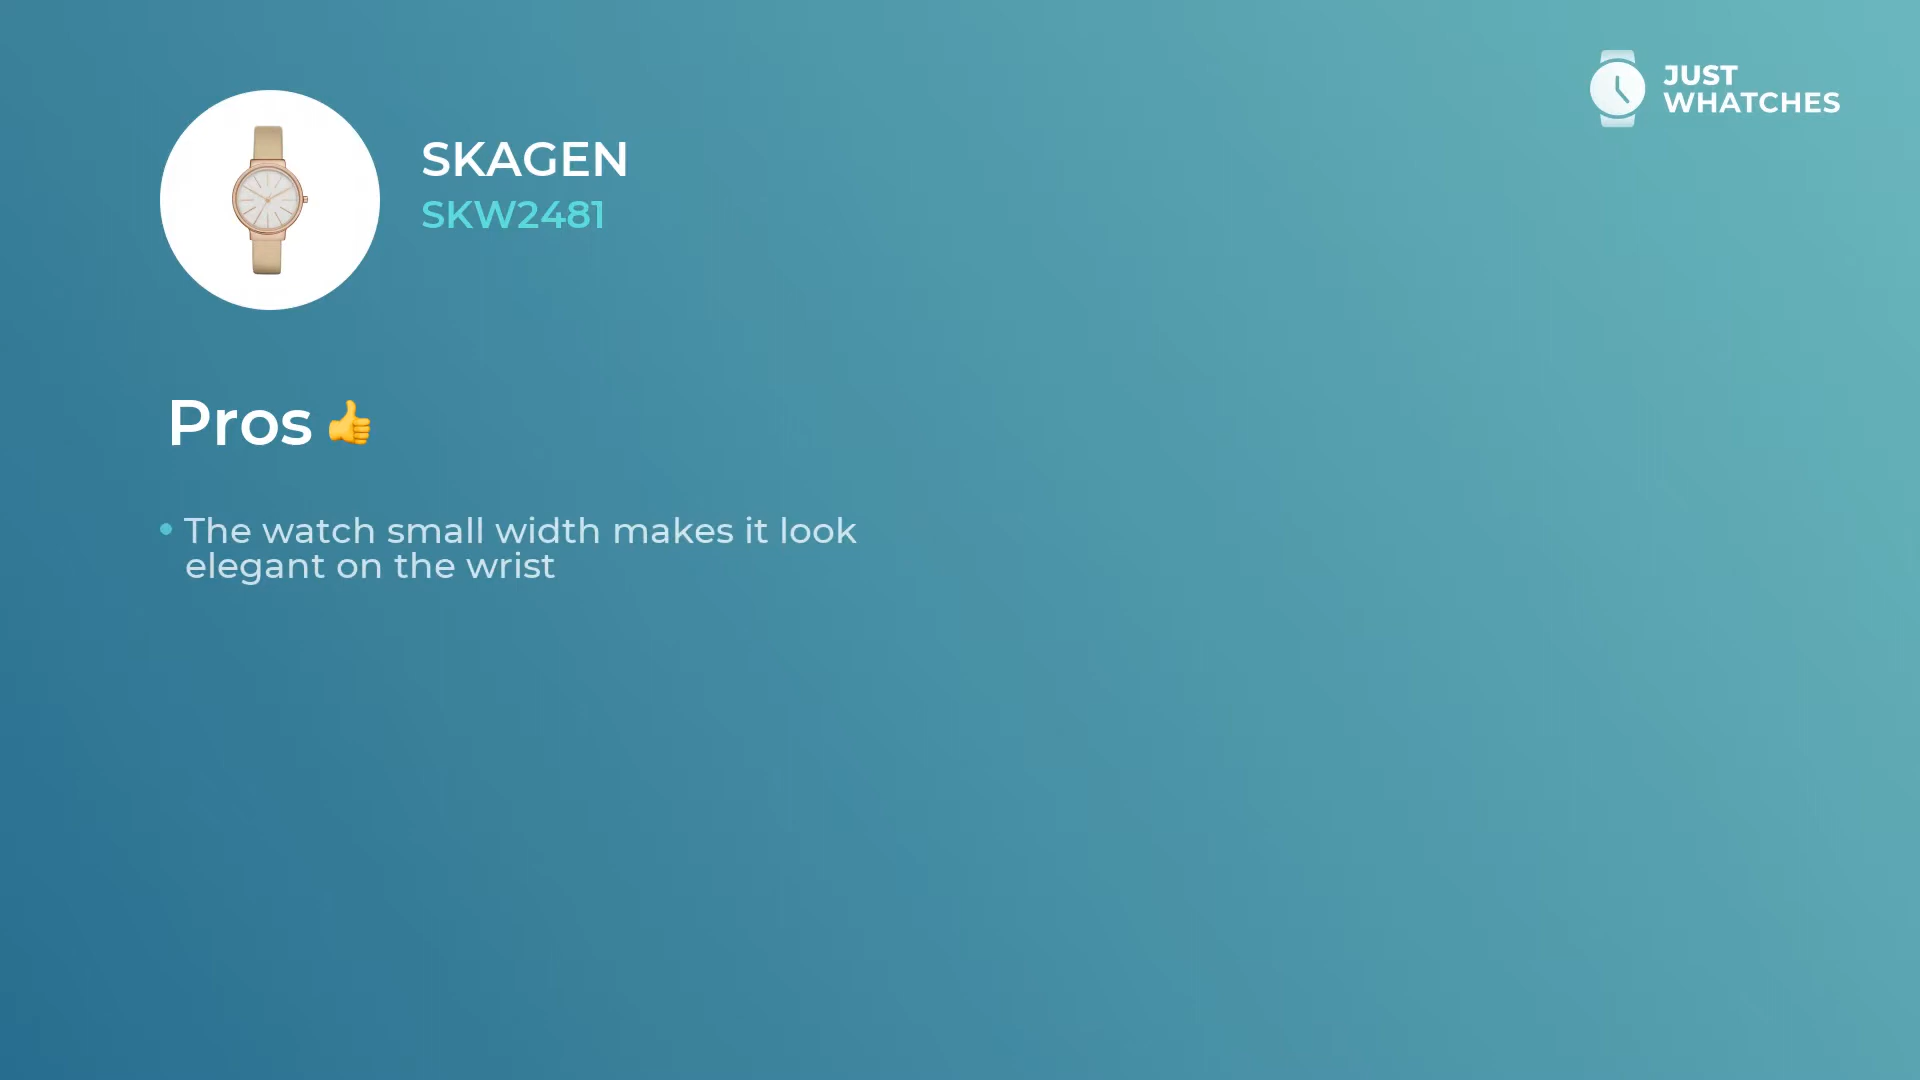 JUST
WHATCHES
SKAGEN
SKW2481
Pros 👍
• The watch small width makes it look
elegant on the wrist